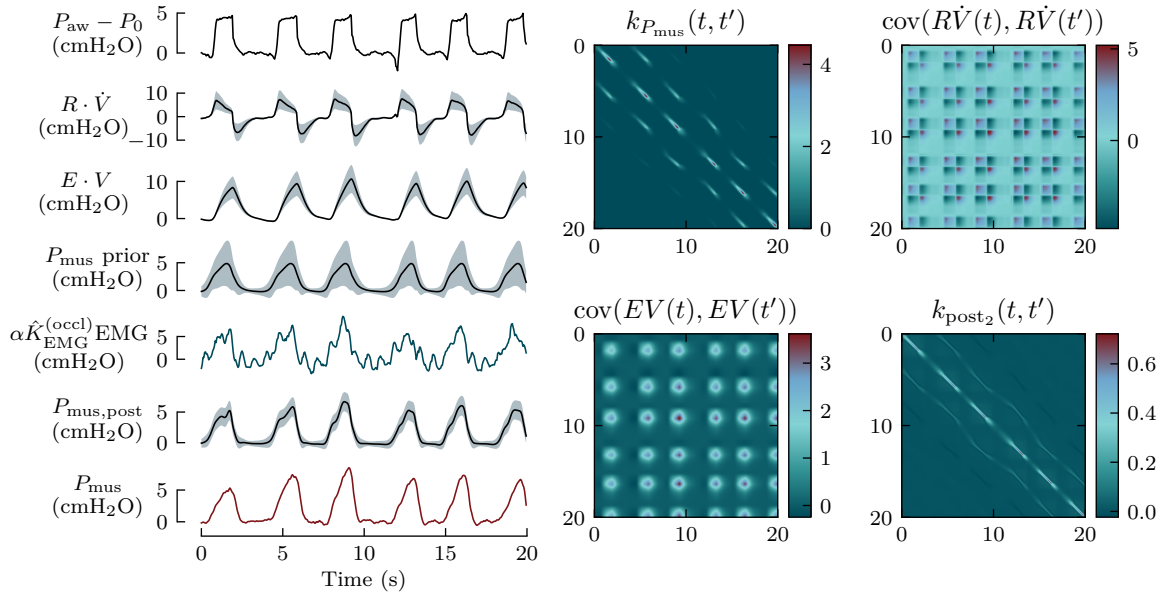 P_aw − P_0
(cmH2O)
5
0
R · V̇
(cmH2O)
10
0
−10
E · V
(cmH2O)
10
0
P_mus prior
(cmH2O)
5
0
αK̂_EMG^(occl) EMG
(cmH2O)
5
0
P_mus,post
(cmH2O)
5
0
P_mus
(cmH2O)
5
0
0 5 10 15 20
Time (s)
k_{P_mus}(t, t′)
0
10
20
0 10 20
4
2
0
cov(RV̇(t), RV̇(t′))
0
10
20
0 10 20
5
0
cov(EV(t), EV(t′))
0
10
20
0 10 20
3
2
1
0
k_{post_2}(t, t′)
0
10
20
0 10 20
0.6
0.4
0.2
0.0